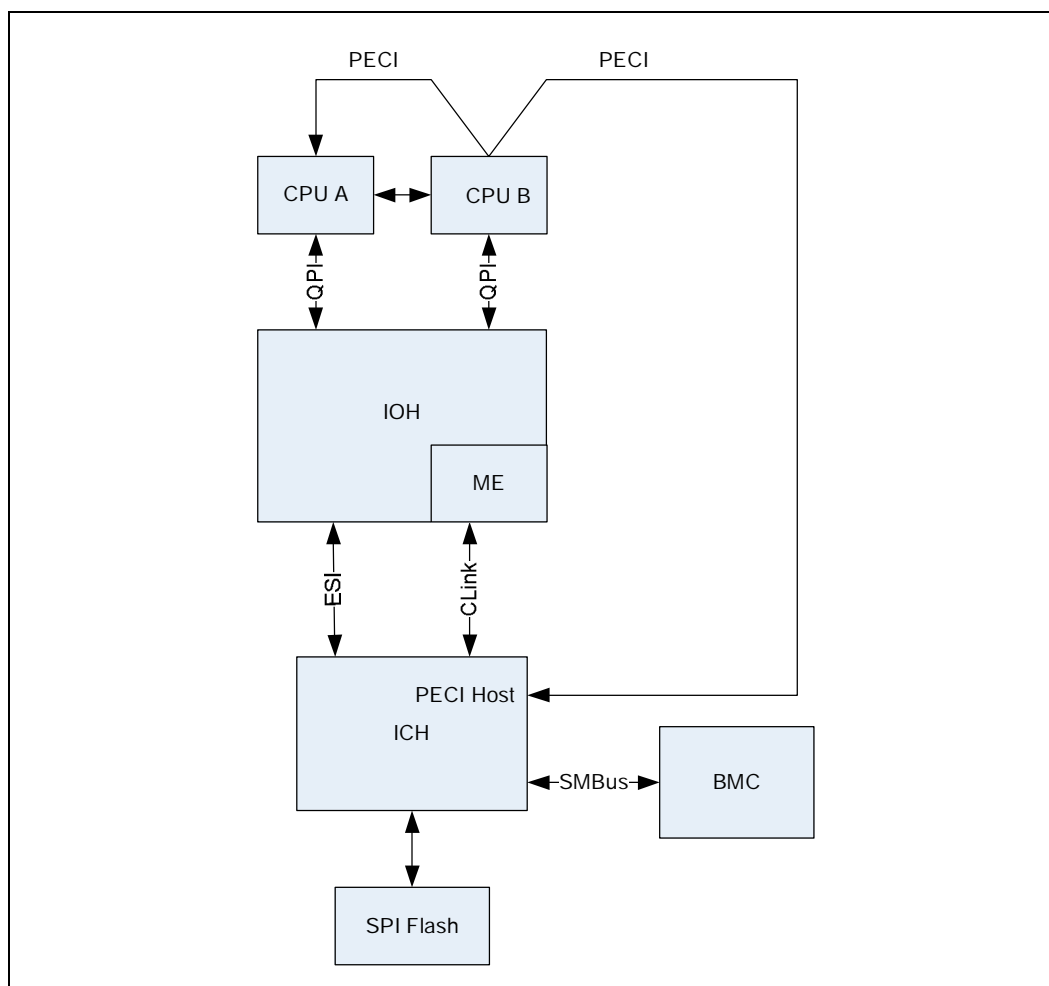 PECI
PECI
CPU A
CPU B
QPI
QPI
IOH
ME
ESI
CLink
PECI Host
ICH
SMBus
BMC
SPI Flash